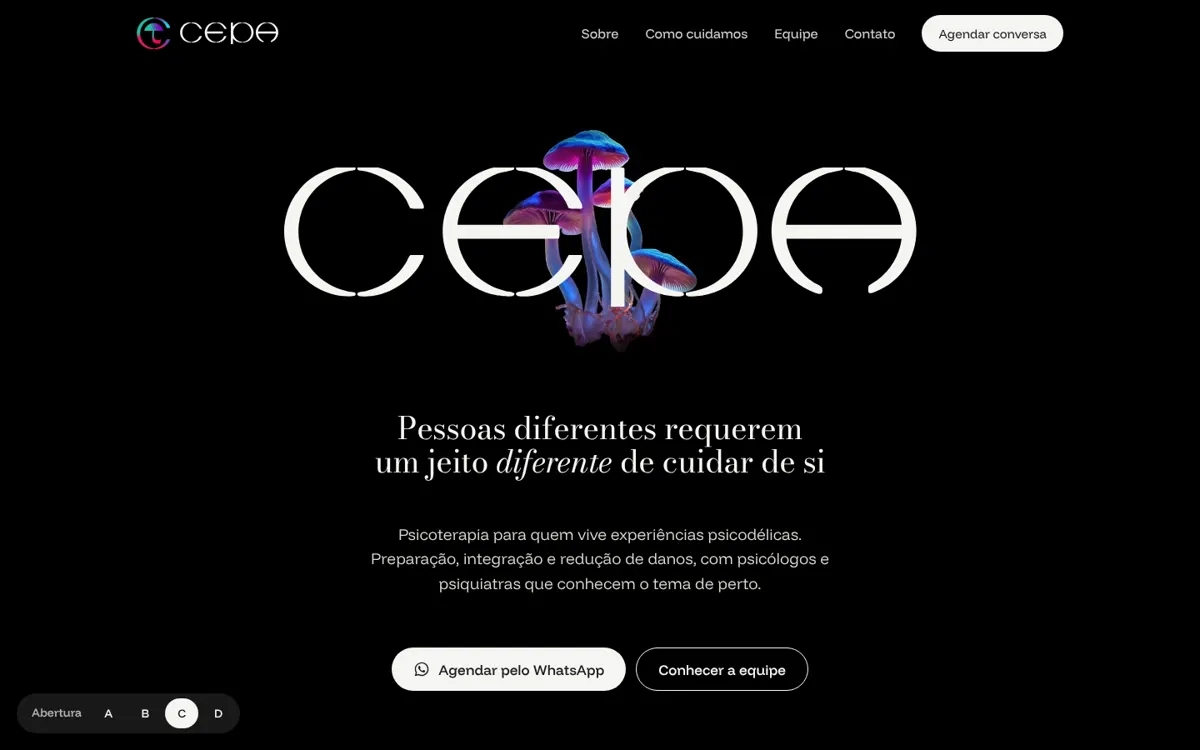 cepa
Sobre
Como cuidamos
Equipe
Contato
Agendar conversa
cepa
Pessoas diferentes requerem
um jeito diferente de cuidar de si
Psicoterapia para quem vive experiências psicodélicas.
Preparação, integração e redução de danos, com psicólogos e
psiquiatras que conhecem o tema de perto.
Agendar pelo WhatsApp
Conhecer a equipe
Abertura
A
B
C
D